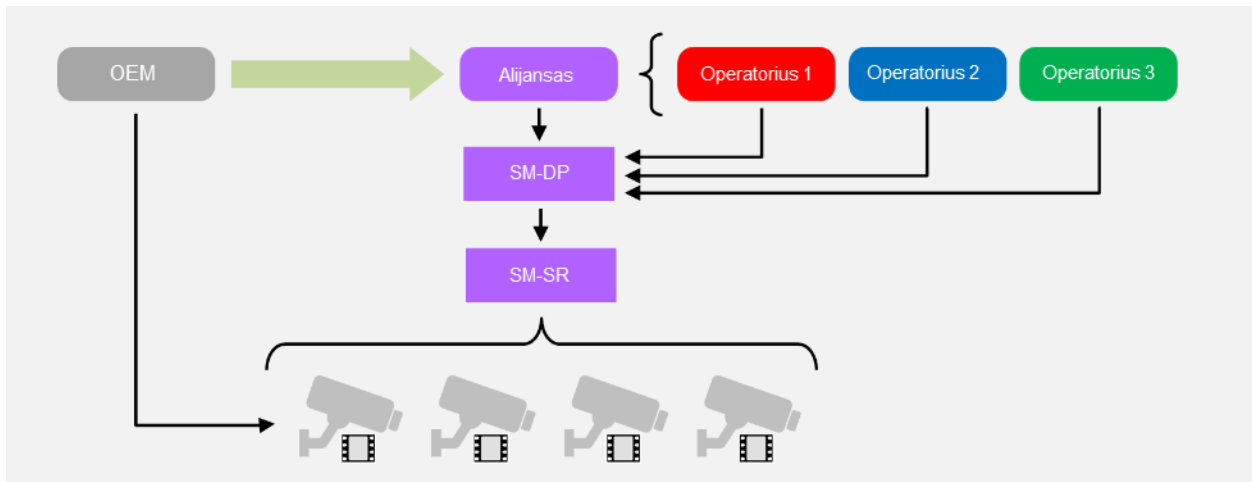 OEM
Alijansas
Operatorius 1
Operatorius 2
Operatorius 3
SM-DP
SM-SR